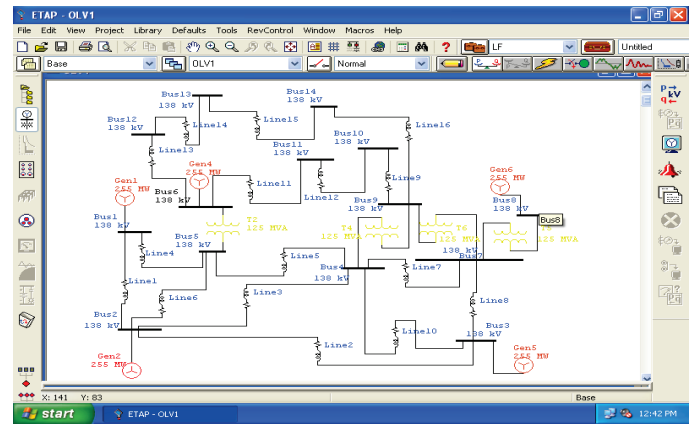 ETAP - OLV1
File Edit View Project Library Defaults Tools RevControl Window Macros Help
LF
Untitled
Base
OLV1
Normal
Bus13
138 kV
Bus14
138 kV
Bus12
138 kV
Line14
Line15
Line16
Line13
Bus11
138 kV
Bus10
138 kV
Gen1
255 MW
Gen4
255 MW
Gen6
255 MW
Bus6
138 kV
Line11
Line12
Line9
Bus9
138 kV
Bus8
138 kV
Bus8
Bus1
138 kV
T2
125 MVA
T4
125 MVA
T6
125 MVA
125 MVA
Bus5
138 kV
Line4
Line5
Bus4
138 kV
Line7
Bus7
138 kV
Line1
Line6
Line3
Line8
Bus2
138 kV
Line2
Line10
Bus3
138 kV
Gen2
255 MW
Gen5
255 MW
X: 141 Y: 83
Base
start
ETAP - OLV1
12:42 PM